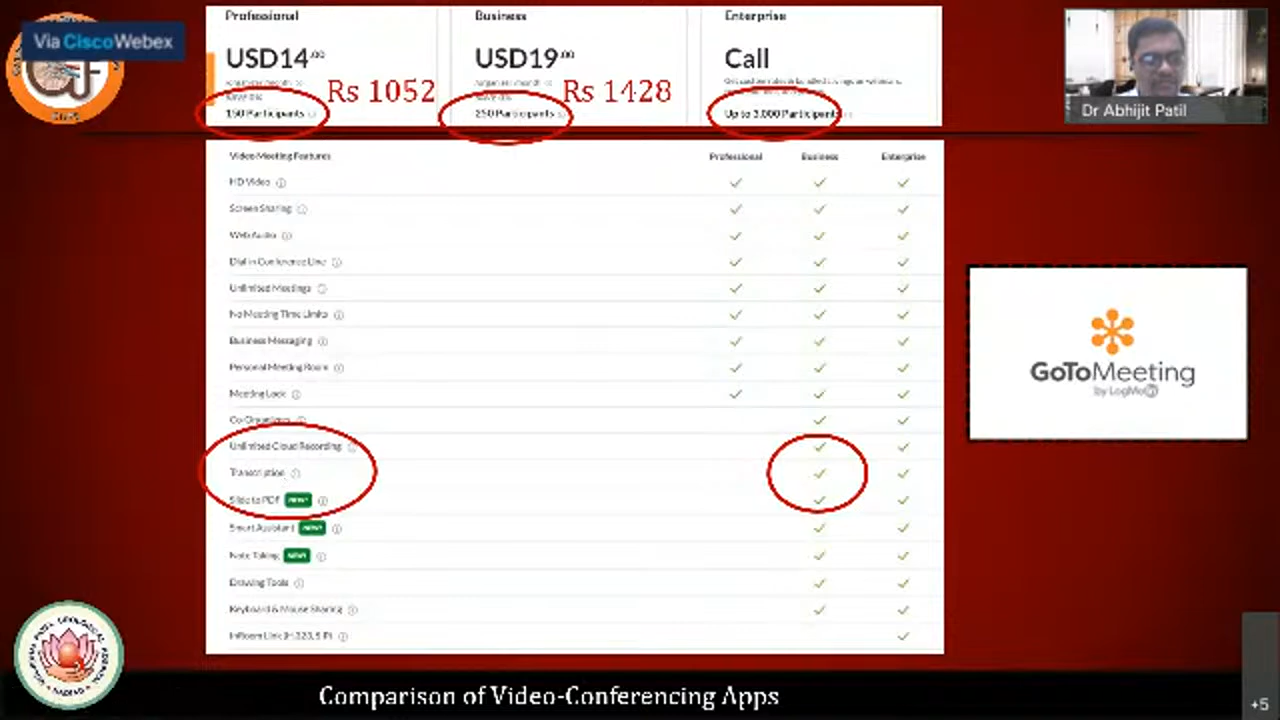 Via CiscoWebex
Professional
Business
Enterprise
USD14.00
USD19.00
Call
Rs 1052
Rs 1428
150 Participants
250 Participants
Up to 3,000 Participants
Dr Abhijit Patil
Video Meeting Features
Professional
Business
Enterprise
HD Video
Screen Sharing
Web Audio
Dial in Conference Line
Unlimited Meetings
No Meeting Time Limits
Business Messaging
Personal Meeting Room
Meeting Lock
Co-Organizers
Unlimited Cloud Recording
Transcription
Slide to PDF NEW!
Smart Assistant NEW!
Note Taking NEW!
Drawing Tools
Keyboard & Mouse Sharing
InRoom Link (H.323, SIP)
GoToMeeting
by LogMeIn
Comparison of Video-Conferencing Apps
+5